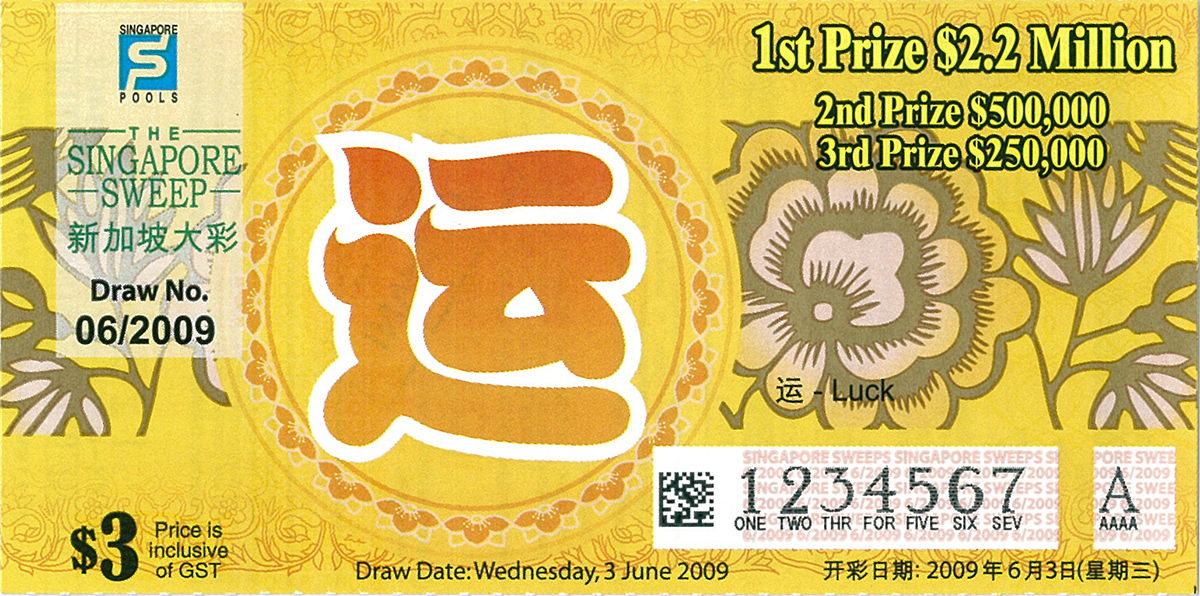 SINGAPORE
POOLS
THE
SINGAPORE
SWEEP
新加坡大彩
Draw No.
06/2009
运
1st Prize $2.2 Million
2nd Prize $500,000
3rd Prize $250,000
运 - Luck
SINGAPORE SWEEPS SINGAPORE SWEEPS
1234567
ONE TWO THR FOR FIVE SIX SEV
A
AAAA
$3
Price is
inclusive
of GST
Draw Date: Wednesday, 3 June 2009
开彩日期: 2009年6月3日(星期三)